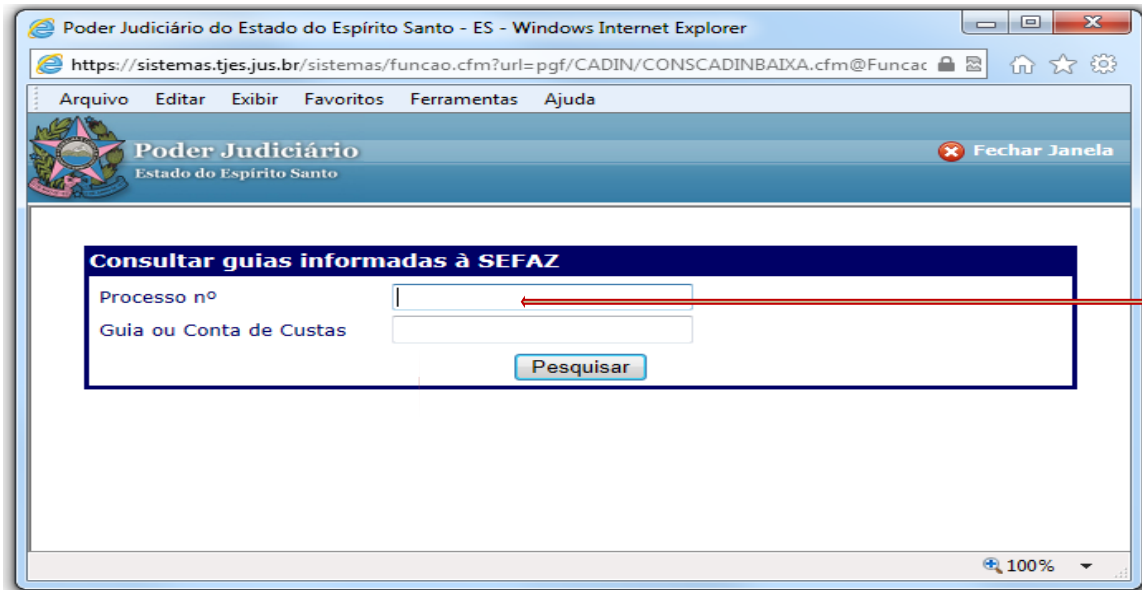 Poder Judiciário do Estado do Espírito Santo - ES - Windows Internet Explorer
https://sistemas.tjes.jus.br/sistemas/funcao.cfm?url=pgf/CADIN/CONSCADINBAIXA.cfm@Funcac
Arquivo Editar Exibir Favoritos Ferramentas Ajuda
Poder Judiciário
Estado do Espírito Santo
Fechar Janela
Consultar guias informadas à SEFAZ
Processo nº
Guia ou Conta de Custas
Pesquisar
100%